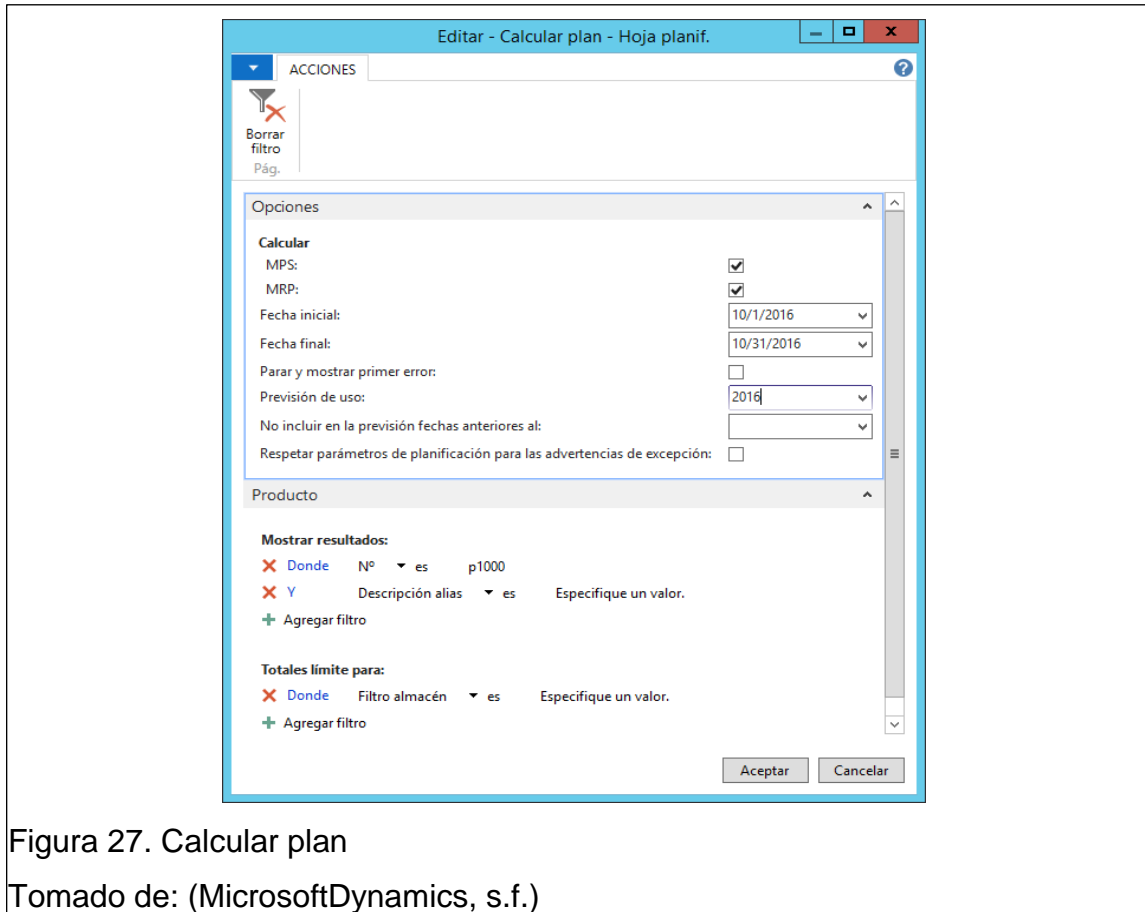 Editar - Calcular plan - Hoja planif.
ACCIONES
Borrar
filtro
Pág.
Opciones
Calcular
MPS:
MRP:
Fecha inicial: 10/1/2016
Fecha final: 10/31/2016
Parar y mostrar primer error:
Previsión de uso: 2016
No incluir en la previsión fechas anteriores al:
Respetar parámetros de planificación para las advertencias de excepción:
Producto
Mostrar resultados:
Donde Nº es p1000
Y Descripción alias es Especifique un valor.
Agregar filtro
Totales límite para:
Donde Filtro almacén es Especifique un valor.
Agregar filtro
Aceptar Cancelar
Figura 27. Calcular plan
Tomado de: (MicrosoftDynamics, s.f.)